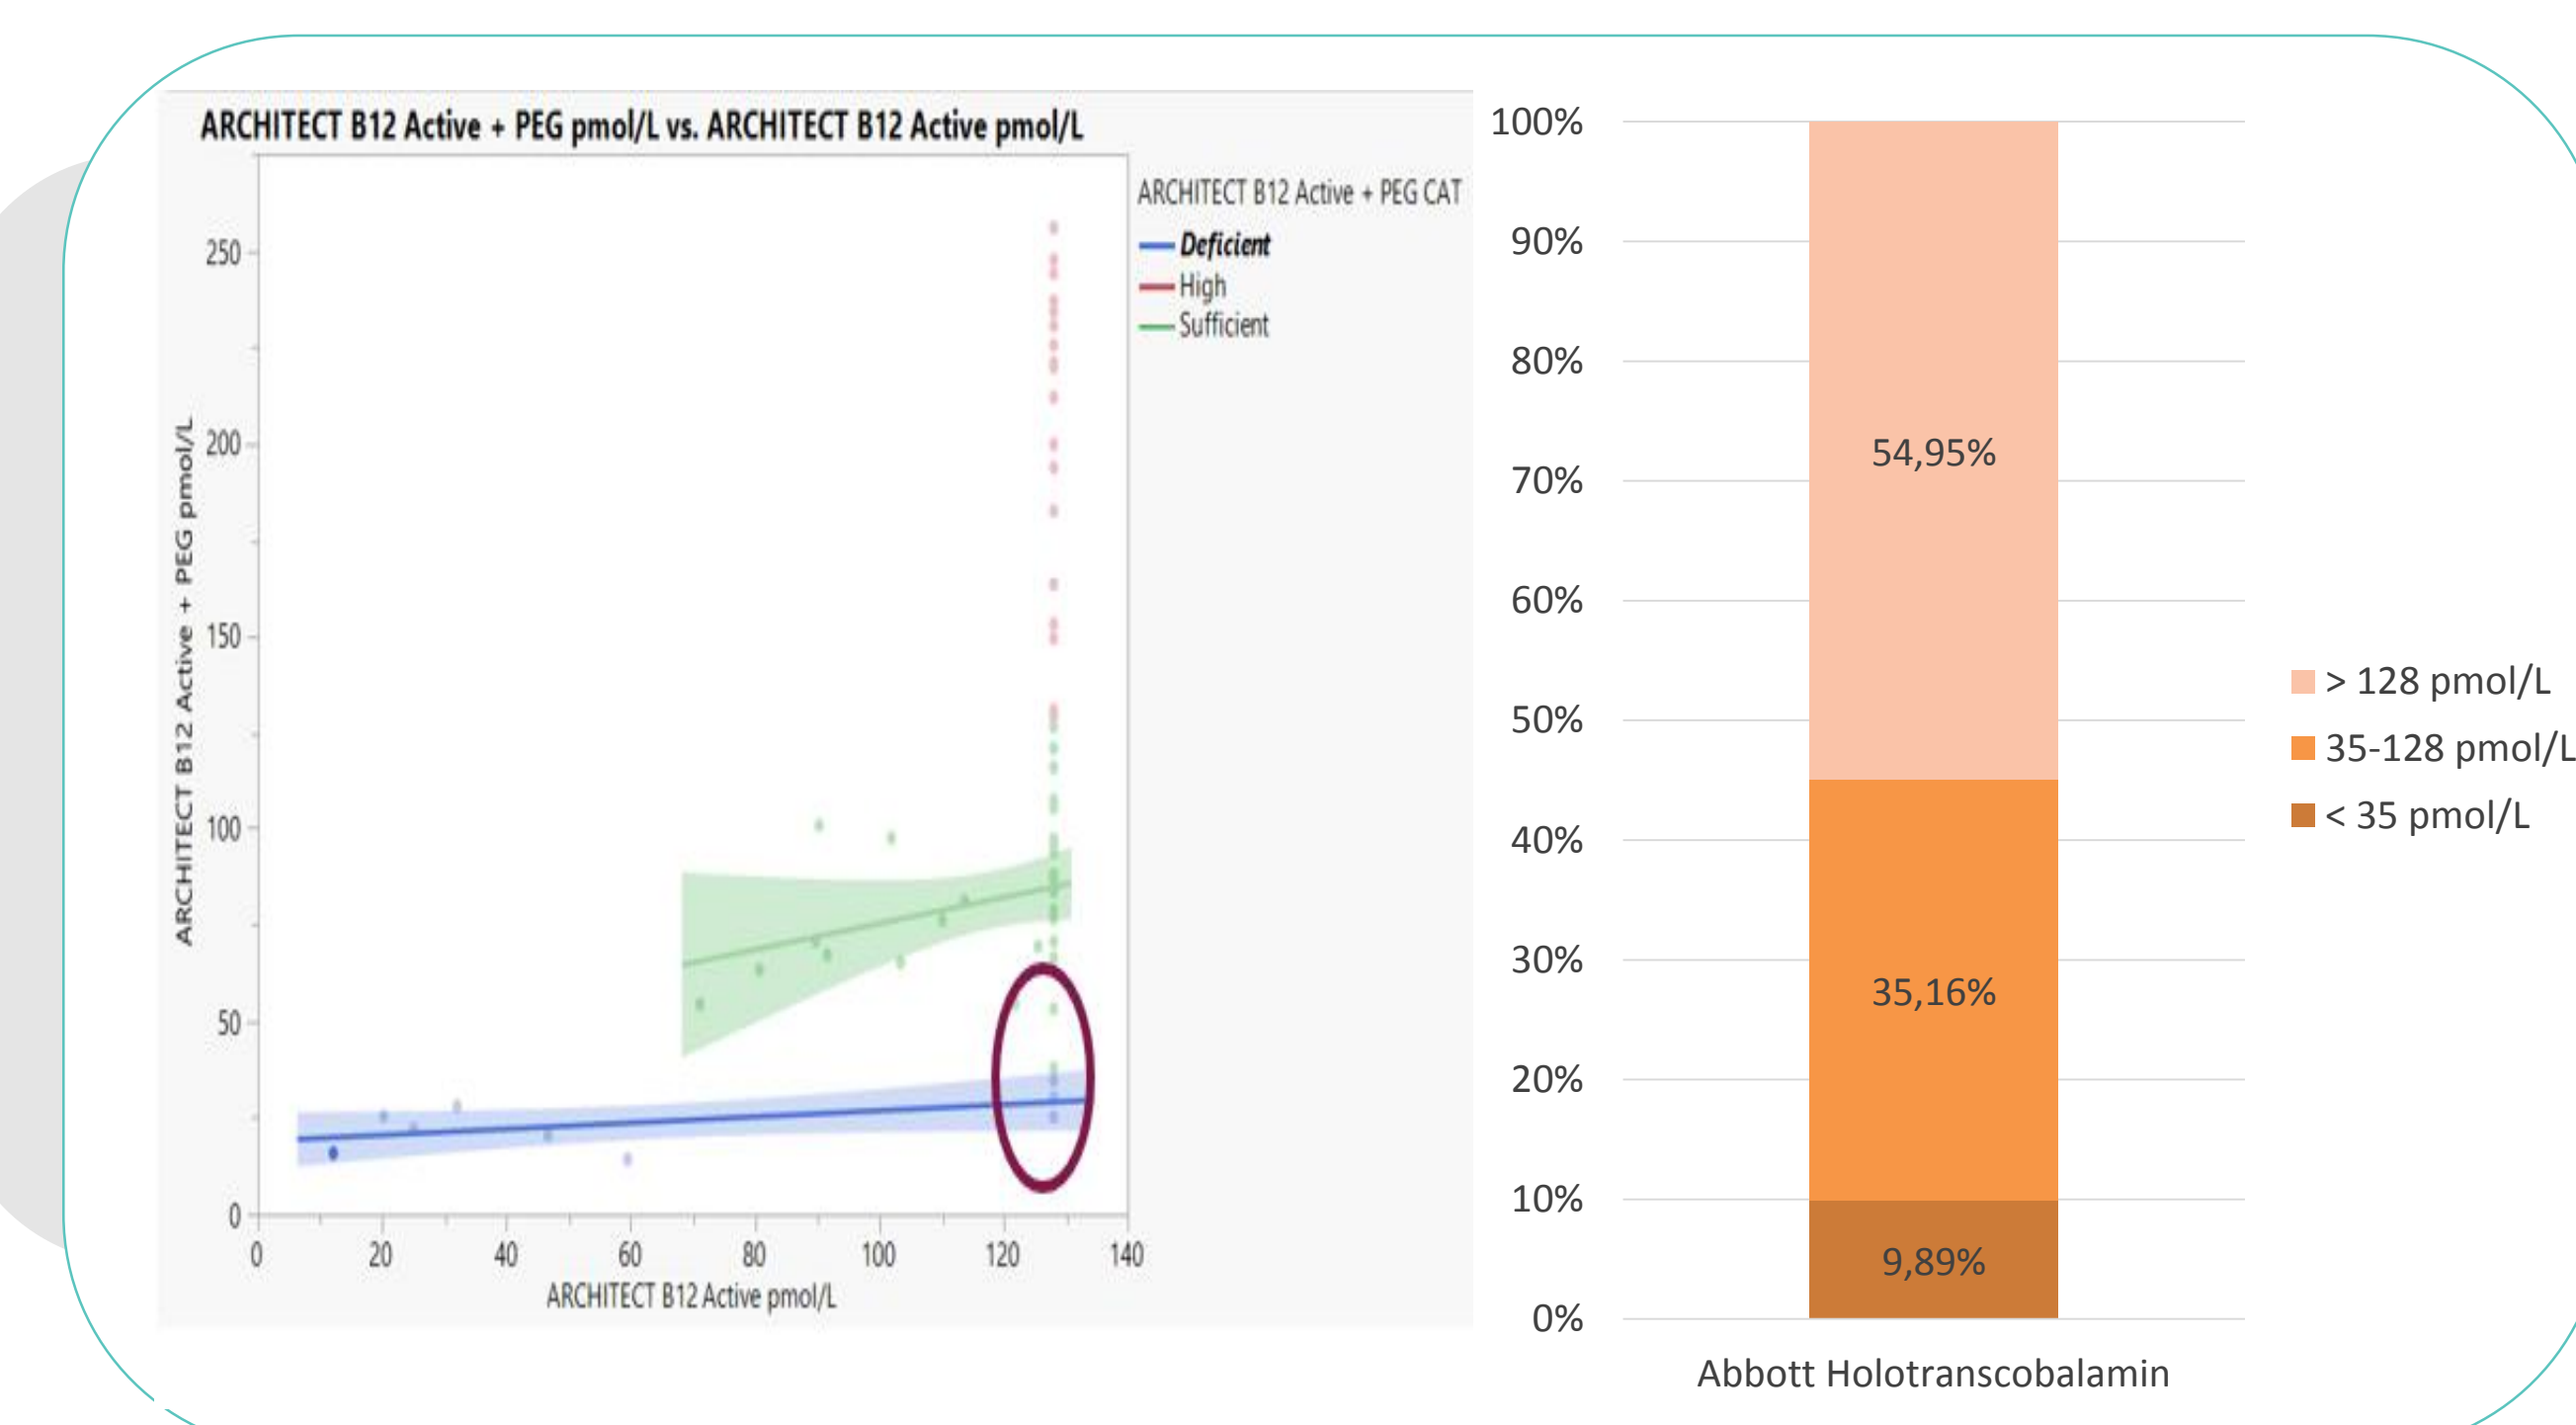 ARCHITECT B12 Active + PEG pmol/L vs. ARCHITECT B12 Active pmol/L
ARCHITECT B12 Active + PEG pmol/L
250
200
150
100
50
0
0 20 40 60 80 100 120 140
ARCHITECT B12 Active pmol/L
ARCHITECT B12 Active + PEG CAT
Deficient
High
Sufficient
100%
90%
80%
70%
60%
50%
40%
30%
20%
10%
0%
54,95%
35,16%
9,89%
Abbott Holotranscobalamin
> 128 pmol/L
35-128 pmol/L
< 35 pmol/L